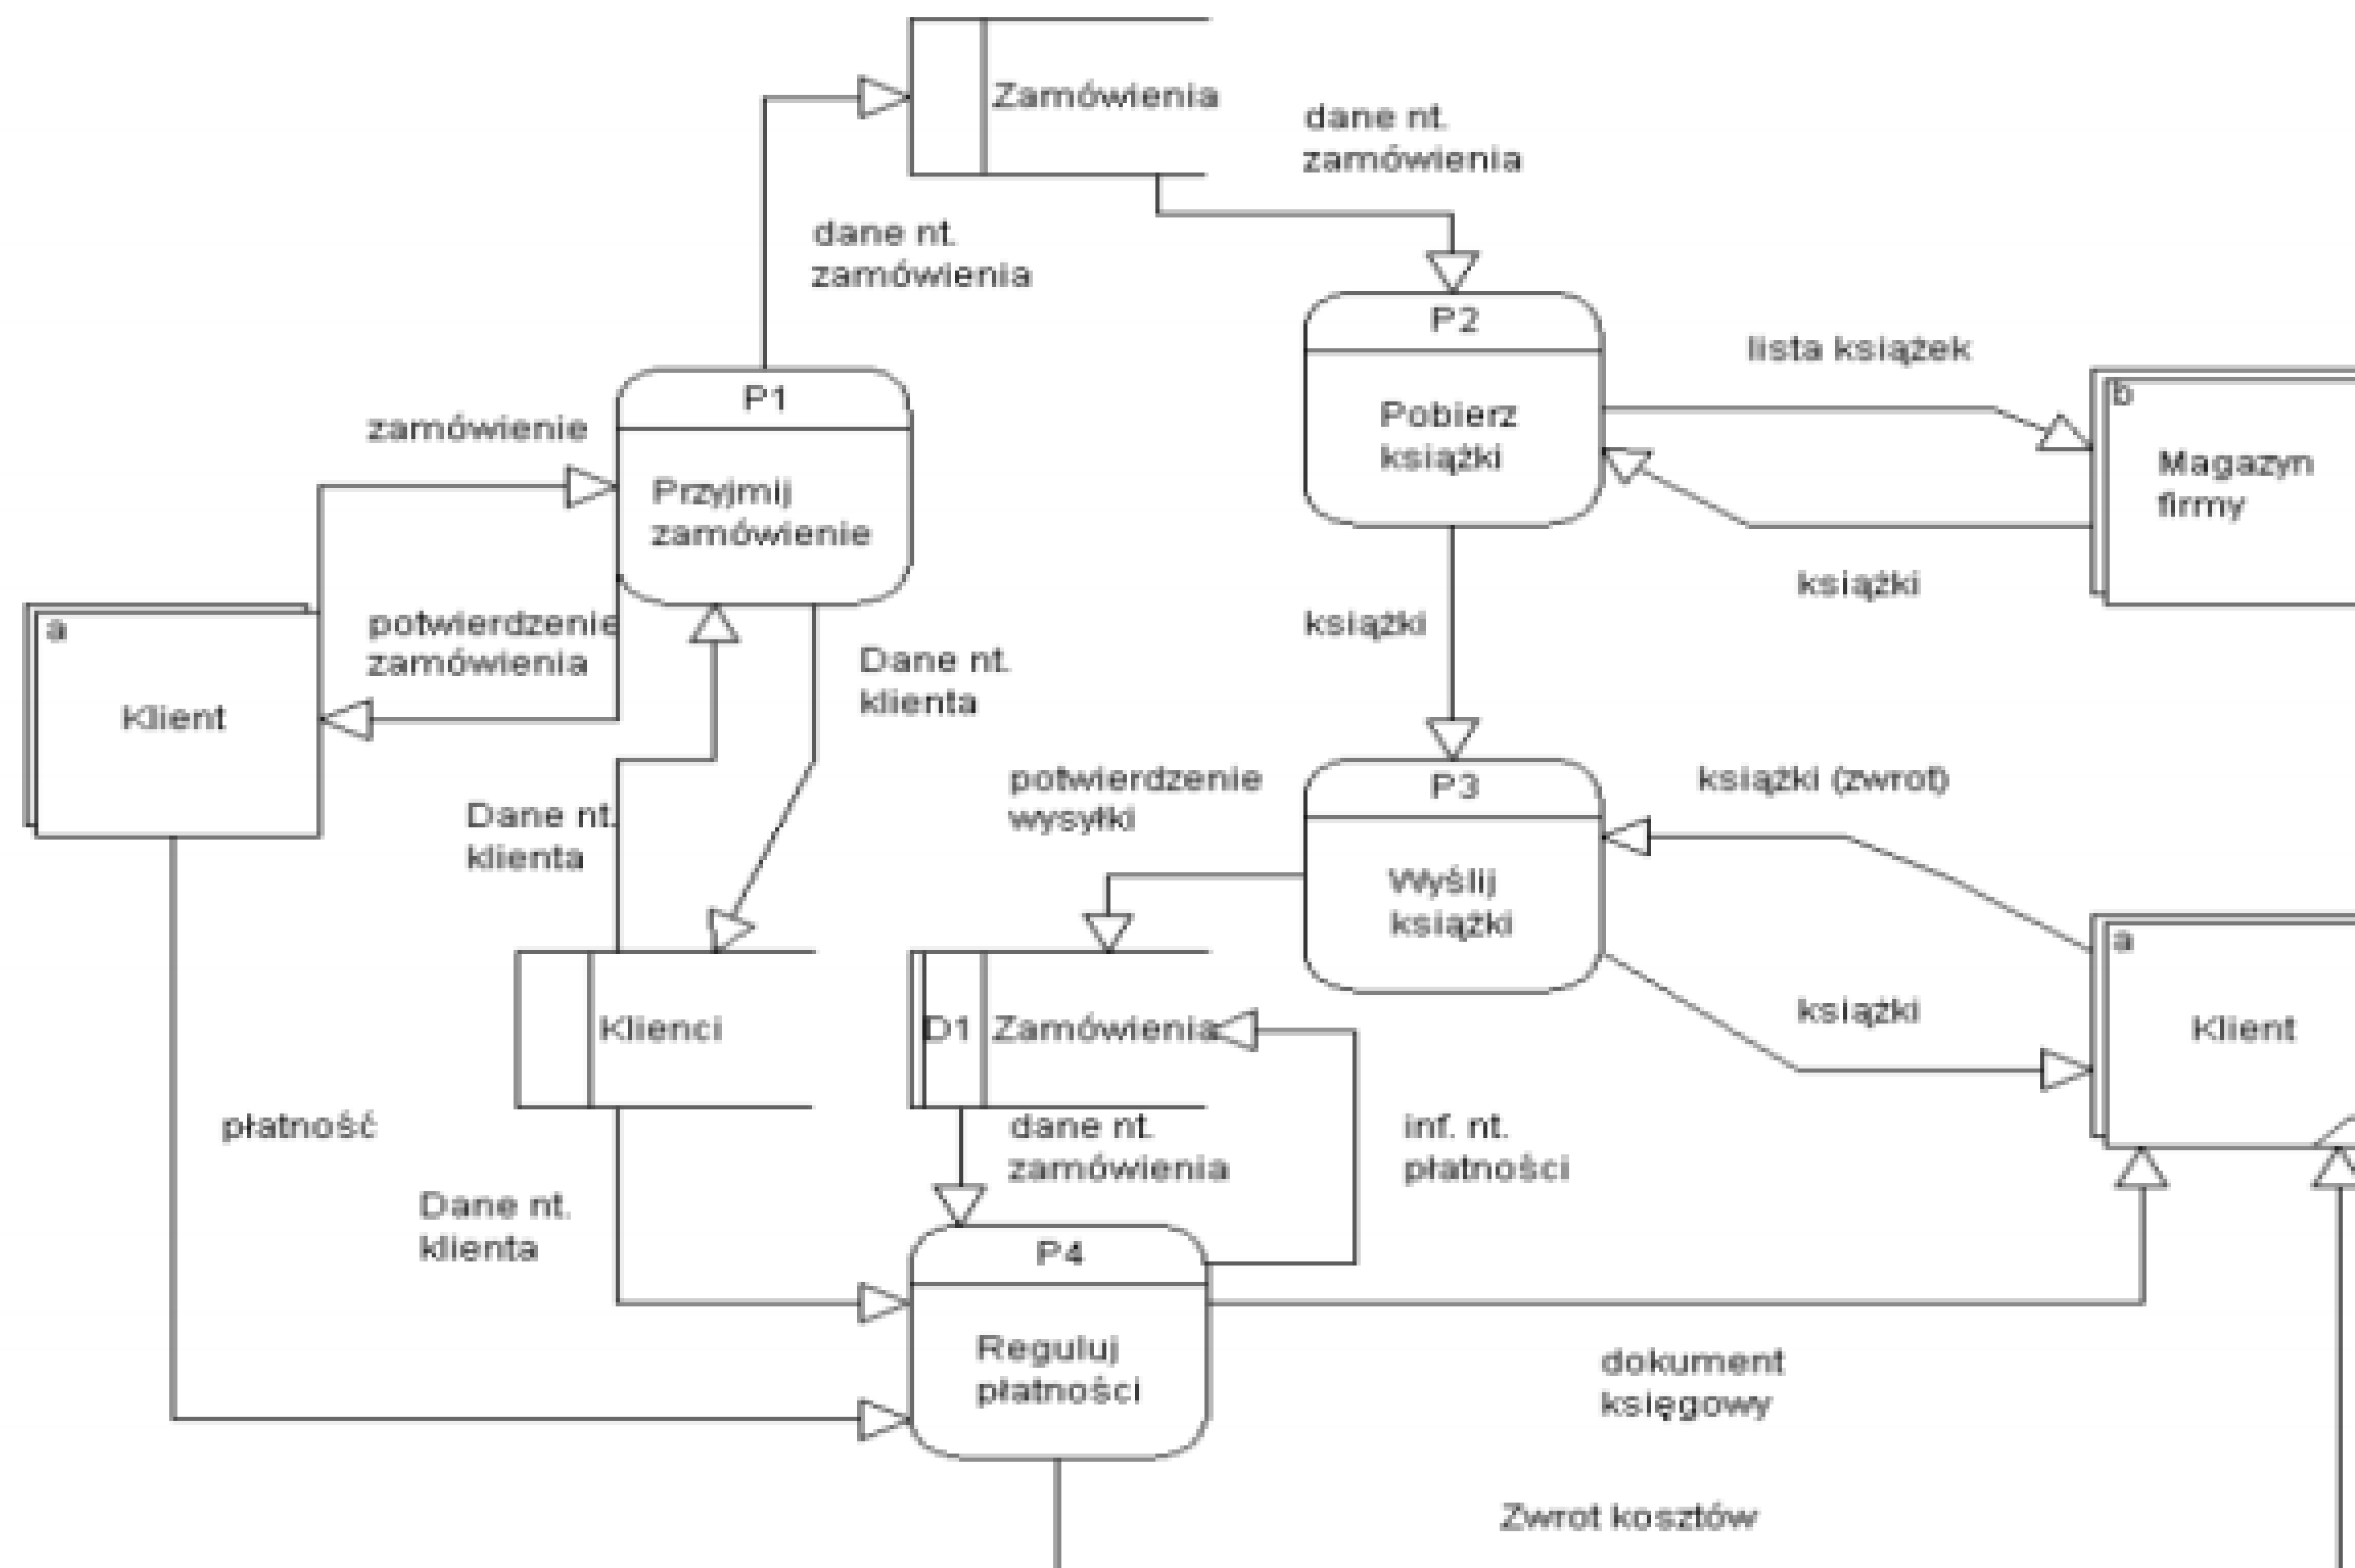 Zamówienia
dane nt.
zamówienia
dane nt.
zamówienia
P2
lista książek
P1
b
zamówienie
Pobierz
książki
Magazyn
firmy
Przyjmij
zamówienie
książki
a
potwierdzenie
zamówienia
książki
Dane nt.
klienta
Klient
potwierdzenie
wysyłki
P3
książki (zwrot)
Dane nt.
klienta
Wyślij
książki
a
książki
Klienci
D1
Zamówienia
Klient
płatność
dane nt.
zamówienia
inf. nt.
płatności
Dane nt.
klienta
P4
Reguluj
płatności
dokument
księgowy
Zwrot kosztów